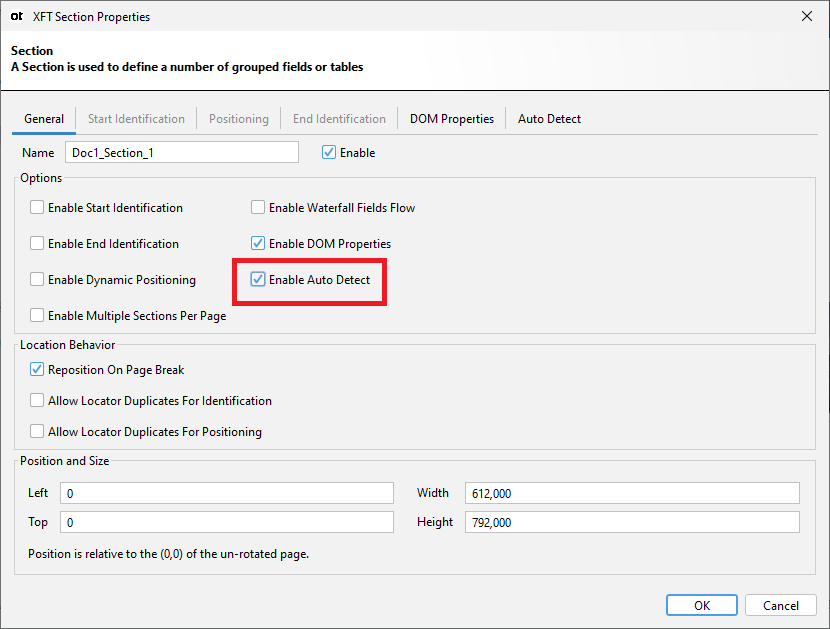 ot XFT Section Properties
Section
A Section is used to define a number of grouped fields or tables
General Start Identification Positioning End Identification DOM Properties Auto Detect
Name Doc1_Section_1 Enable
Options
Enable Start Identification Enable Waterfall Fields Flow
Enable End Identification Enable DOM Properties
Enable Dynamic Positioning Enable Auto Detect
Enable Multiple Sections Per Page
Location Behavior
Reposition On Page Break
Allow Locator Duplicates For Identification
Allow Locator Duplicates For Positioning
Position and Size
Left 0 Width 612,000
Top 0 Height 792,000
Position is relative to the (0,0) of the un-rotated page.
OK Cancel